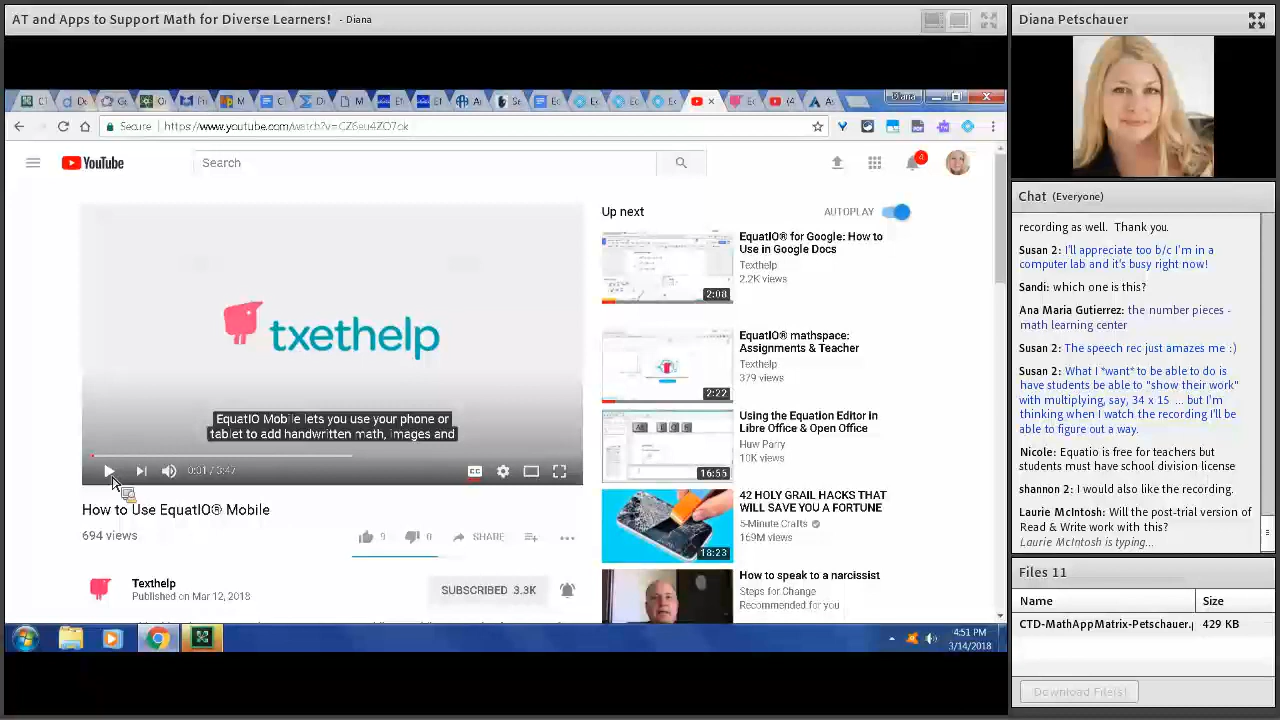 AT and Apps to Support Math for Diverse Learners! - Diana
Diana
Secure
https://www.youtube.com/watch?v=CZ6eu4ZO7ok
YouTube
Search
4
txethelp
EquatIO Mobile lets you use your phone or
tablet to add handwritten math, images and
0:01 / 3:47
CC
How to Use EquatIO® Mobile
694 views
9
0
SHARE
Texthelp
Published on Mar 12, 2018
SUBSCRIBED 3.3K
Up next
AUTOPLAY
EquatIO® for Google: How to
Use in Google Docs
Texthelp
2.2K views
2:08
EquatIO® mathspace:
Assignments & Teacher
Texthelp
379 views
2:22
Using the Equation Editor in
Libre Office & Open Office
Huw Parry
10K views
16:55
42 HOLY GRAIL HACKS THAT
WILL SAVE YOU A FORTUNE
5-Minute Crafts
169M views
18:23
How to speak to a narcissist
Steps for Change
Recommended for you
4:51 PM
3/14/2018
Diana Petschauer
Chat (Everyone)
recording as well. Thank you.
Susan 2: I'll appreciate too b/c I'm in a
computer lab and it's busy right now!
Sandi: which one is this?
Ana Maria Gutierrez: the number pieces -
math learning center
Susan 2: The speech rec just amazes me :)
Susan 2: What I *want* to be able to do is
have students be able to "show their work"
with multiplying, say, 34 x 15 ... but I'm
thinking when I watch the recording I'll be
able to figure out a way.
Nicole: Equatio is free for teachers but
students must have school division license
shannon 2: I would also like the recording.
Laurie McIntosh: Will the post-trial version of
Read & Write work with this?
Laurie McIntosh is typing...
Files 11
Name
Size
CTD-MathAppMatrix-Petschauer.
429 KB
Download File(s)